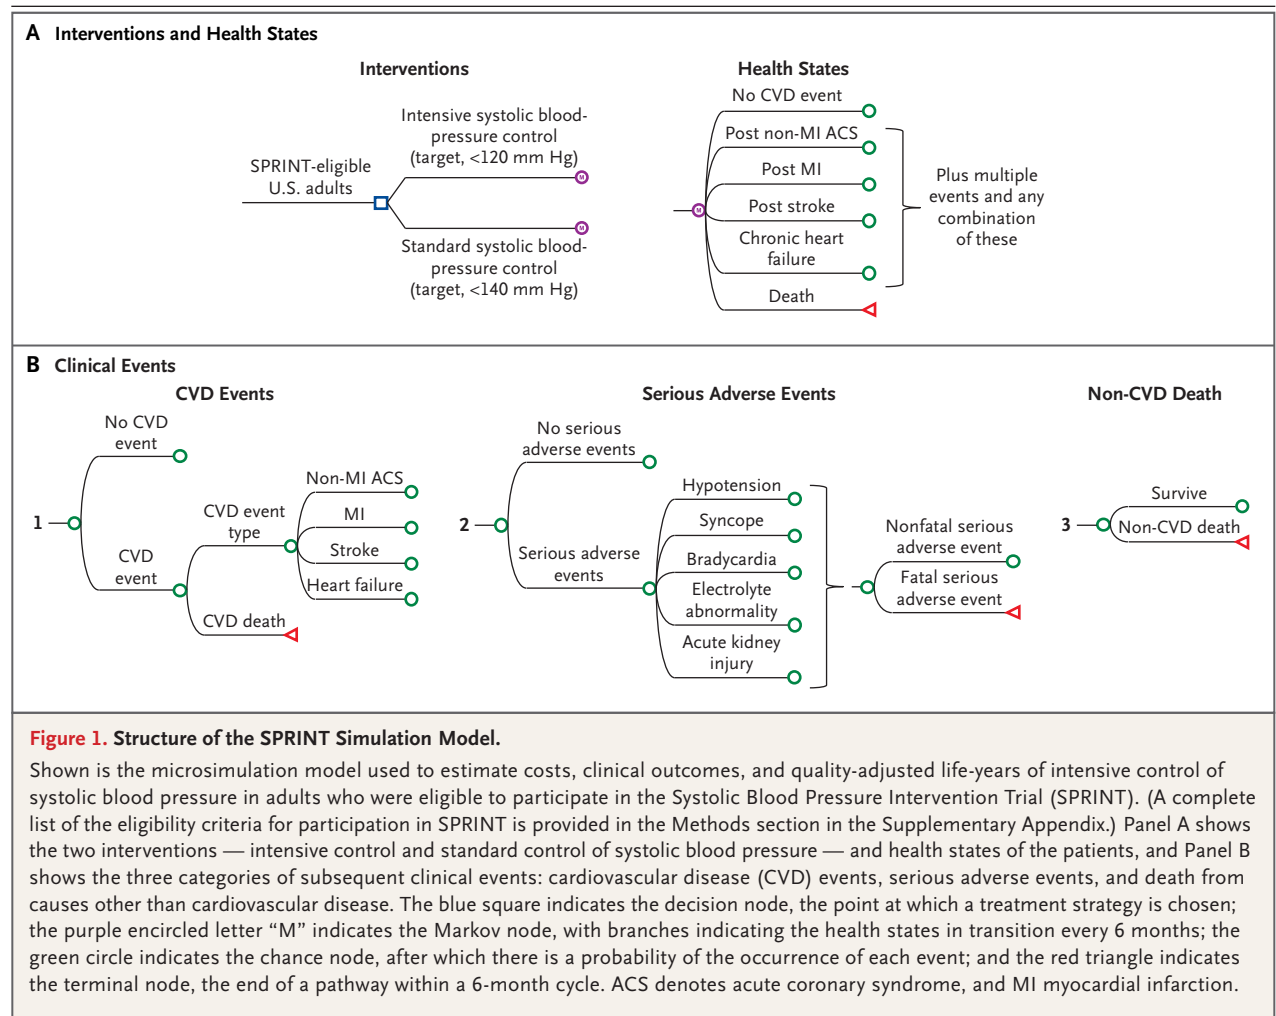 A Interventions and Health States
Interventions
Intensive systolic blood-
pressure control
(target, <120 mm Hg)
SPRINT-eligible
U.S. adults
M
M
Standard systolic blood-
pressure control
(target, <140 mm Hg)
Health States
No CVD event
Post non-MI ACS
Post MI
Post stroke
M
Chronic heart
failure
Death
Plus multiple
events and any
combination
of these
B Clinical Events
CVD Events
No CVD
event
1
CVD
event
CVD event
type
Non-MI ACS
MI
Stroke
Heart failure
CVD death
Serious Adverse Events
No serious
adverse events
2
Serious adverse
events
Hypotension
Syncope
Bradycardia
Electrolyte
abnormality
Acute kidney
injury
Nonfatal serious
adverse event
Fatal serious
adverse event
Non-CVD Death
3
Survive
Non-CVD death
Figure 1. Structure of the SPRINT Simulation Model.
Shown is the microsimulation model used to estimate costs, clinical outcomes, and quality-adjusted life-years of intensive control of
systolic blood pressure in adults who were eligible to participate in the Systolic Blood Pressure Intervention Trial (SPRINT). (A complete
list of the eligibility criteria for participation in SPRINT is provided in the Methods section in the Supplementary Appendix.) Panel A shows
the two interventions — intensive control and standard control of systolic blood pressure — and health states of the patients, and Panel B
shows the three categories of subsequent clinical events: cardiovascular disease (CVD) events, serious adverse events, and death from
causes other than cardiovascular disease. The blue square indicates the decision node, the point at which a treatment strategy is chosen;
the purple encircled letter “M” indicates the Markov node, with branches indicating the health states in transition every 6 months; the
green circle indicates the chance node, after which there is a probability of the occurrence of each event; and the red triangle indicates
the terminal node, the end of a pathway within a 6-month cycle. ACS denotes acute coronary syndrome, and MI myocardial infarction.